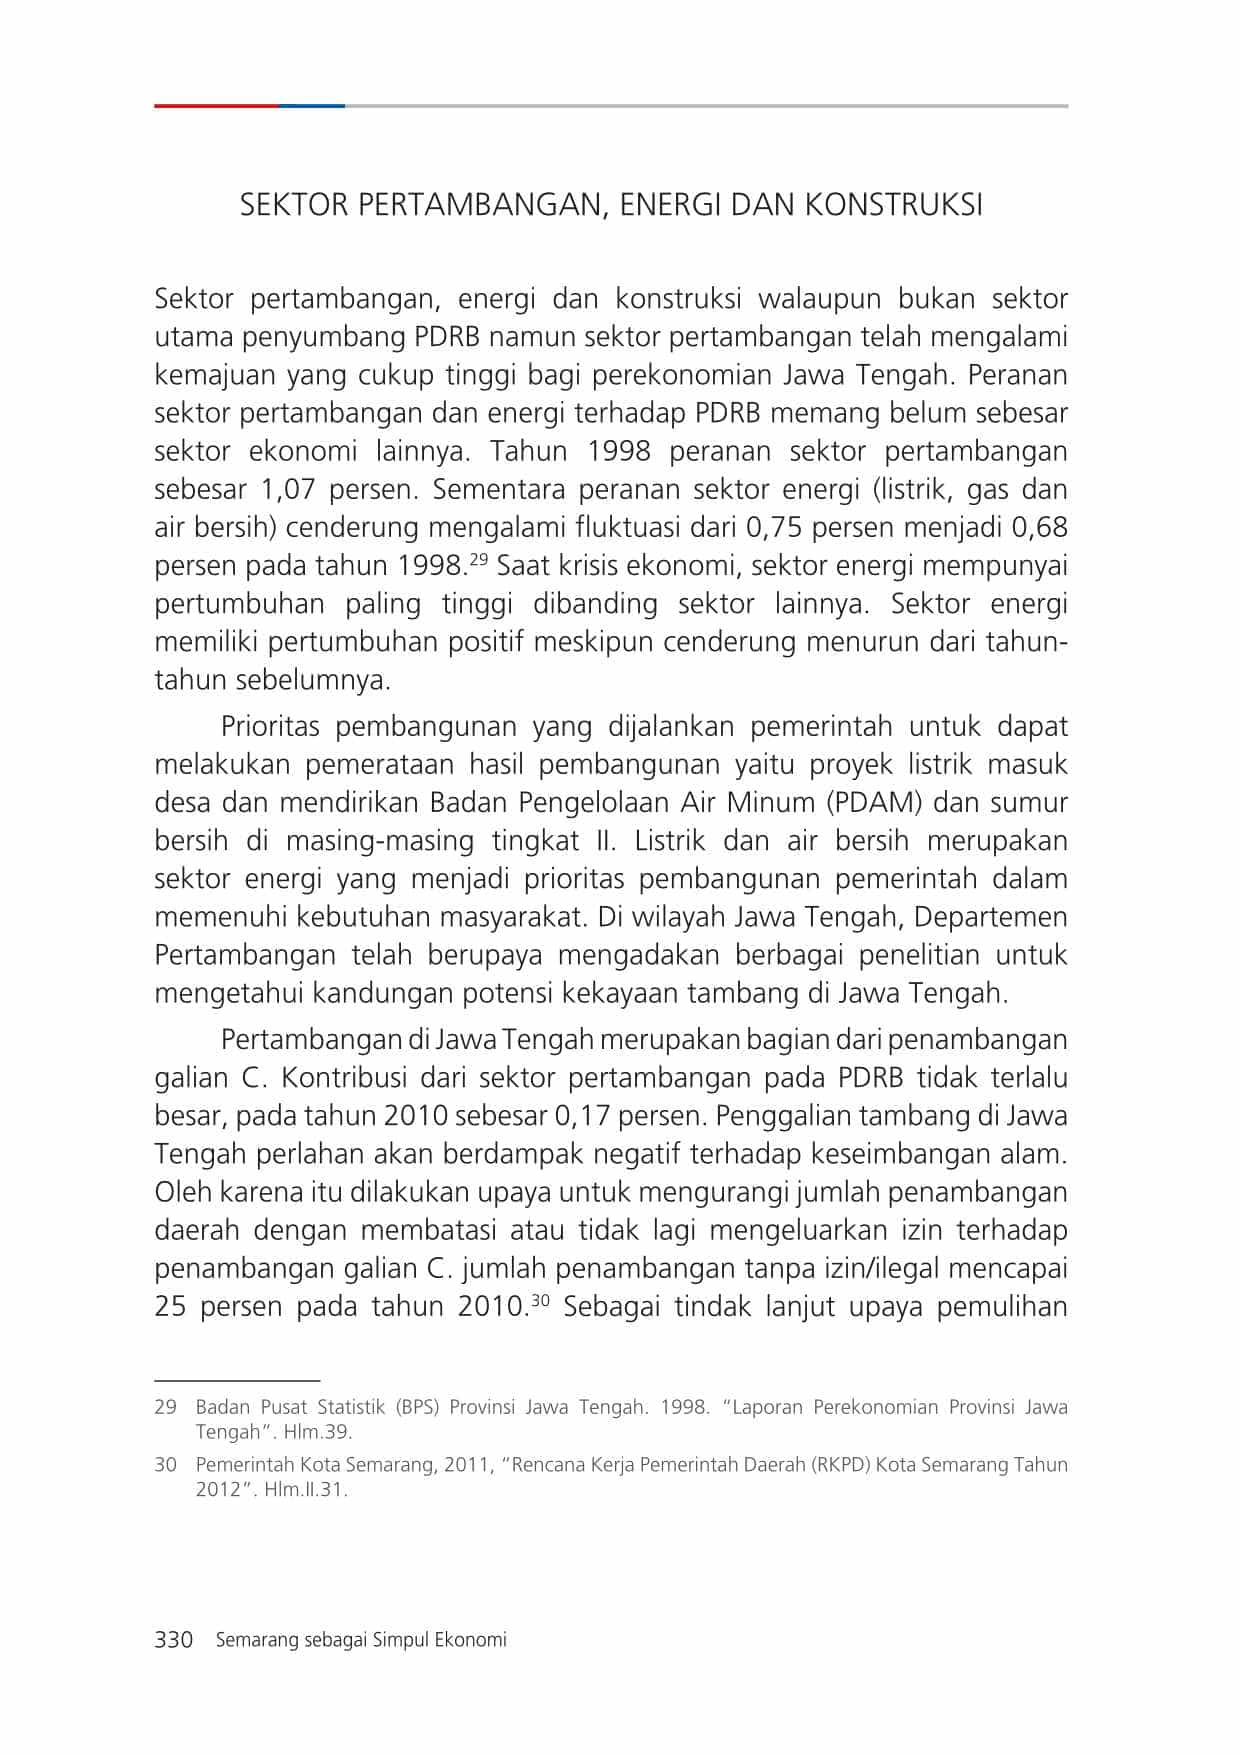 SEKTOR PERTAMBANGAN, ENERGI DAN KONSTRUKSI
Sektor pertambangan, energi dan konstruksi walaupun bukan sektor
utama penyumbang PDRB namun sektor pertambangan telah mengalami
kemajuan yang cukup tinggi bagi perekonomian Jawa Tengah. Peranan
sektor pertambangan dan energi terhadap PDRB memang belum sebesar
sektor ekonomi lainnya. Tahun 1998 peranan sektor pertambangan
sebesar 1,07 persen. Sementara peranan sektor energi (listrik, gas dan
air bersih) cenderung mengalami fluktuasi dari 0,75 persen menjadi 0,68
persen pada tahun 1998.²⁹ Saat krisis ekonomi, sektor energi mempunyai
pertumbuhan paling tinggi dibanding sektor lainnya. Sektor energi
memiliki pertumbuhan positif meskipun cenderung menurun dari tahun-
tahun sebelumnya.
Prioritas pembangunan yang dijalankan pemerintah untuk dapat
melakukan pemerataan hasil pembangunan yaitu proyek listrik masuk
desa dan mendirikan Badan Pengelolaan Air Minum (PDAM) dan sumur
bersih di masing-masing tingkat II. Listrik dan air bersih merupakan
sektor energi yang menjadi prioritas pembangunan pemerintah dalam
memenuhi kebutuhan masyarakat. Di wilayah Jawa Tengah, Departemen
Pertambangan telah berupaya mengadakan berbagai penelitian untuk
mengetahui kandungan potensi kekayaan tambang di Jawa Tengah.
Pertambangan di Jawa Tengah merupakan bagian dari penambangan
galian C. Kontribusi dari sektor pertambangan pada PDRB tidak terlalu
besar, pada tahun 2010 sebesar 0,17 persen. Penggalian tambang di Jawa
Tengah perlahan akan berdampak negatif terhadap keseimbangan alam.
Oleh karena itu dilakukan upaya untuk mengurangi jumlah penambangan
daerah dengan membatasi atau tidak lagi mengeluarkan izin terhadap
penambangan galian C. jumlah penambangan tanpa izin/ilegal mencapai
25 persen pada tahun 2010.³⁰ Sebagai tindak lanjut upaya pemulihan
29 Badan Pusat Statistik (BPS) Provinsi Jawa Tengah. 1998. “Laporan Perekonomian Provinsi Jawa
Tengah”. Hlm.39.
30 Pemerintah Kota Semarang, 2011, “Rencana Kerja Pemerintah Daerah (RKPD) Kota Semarang Tahun
2012”. Hlm.II.31.
330 Semarang sebagai Simpul Ekonomi